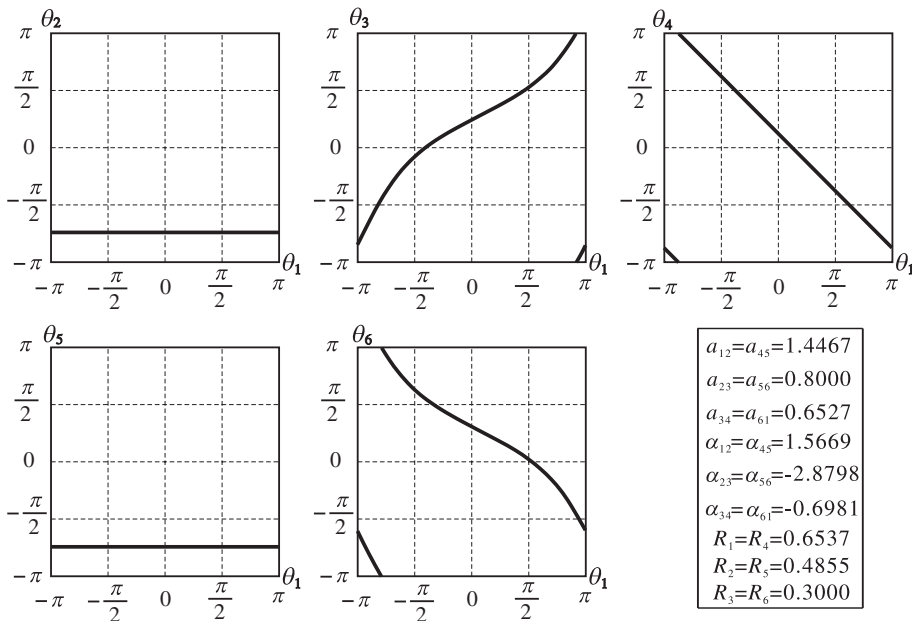 θ₂
π
π/2
0
−π/2
−π
−π −π/2 0 π/2 π
θ₁
θ₃
π
π/2
0
−π/2
−π
−π −π/2 0 π/2 π
θ₁
θ₄
π
π/2
0
−π/2
−π
−π −π/2 0 π/2 π
θ₁
θ₅
π
π/2
0
−π/2
−π
−π −π/2 0 π/2 π
θ₁
θ₆
π
π/2
0
−π/2
−π
−π −π/2 0 π/2 π
θ₁
a₁₂=a₄₅=1.4467
a₂₃=a₅₆=0.8000
a₃₄=a₆₁=0.6527
α₁₂=α₄₅=1.5669
α₂₃=α₅₆=-2.8798
α₃₄=α₆₁=-0.6981
R₁=R₄=0.6537
R₂=R₅=0.4855
R₃=R₆=0.3000